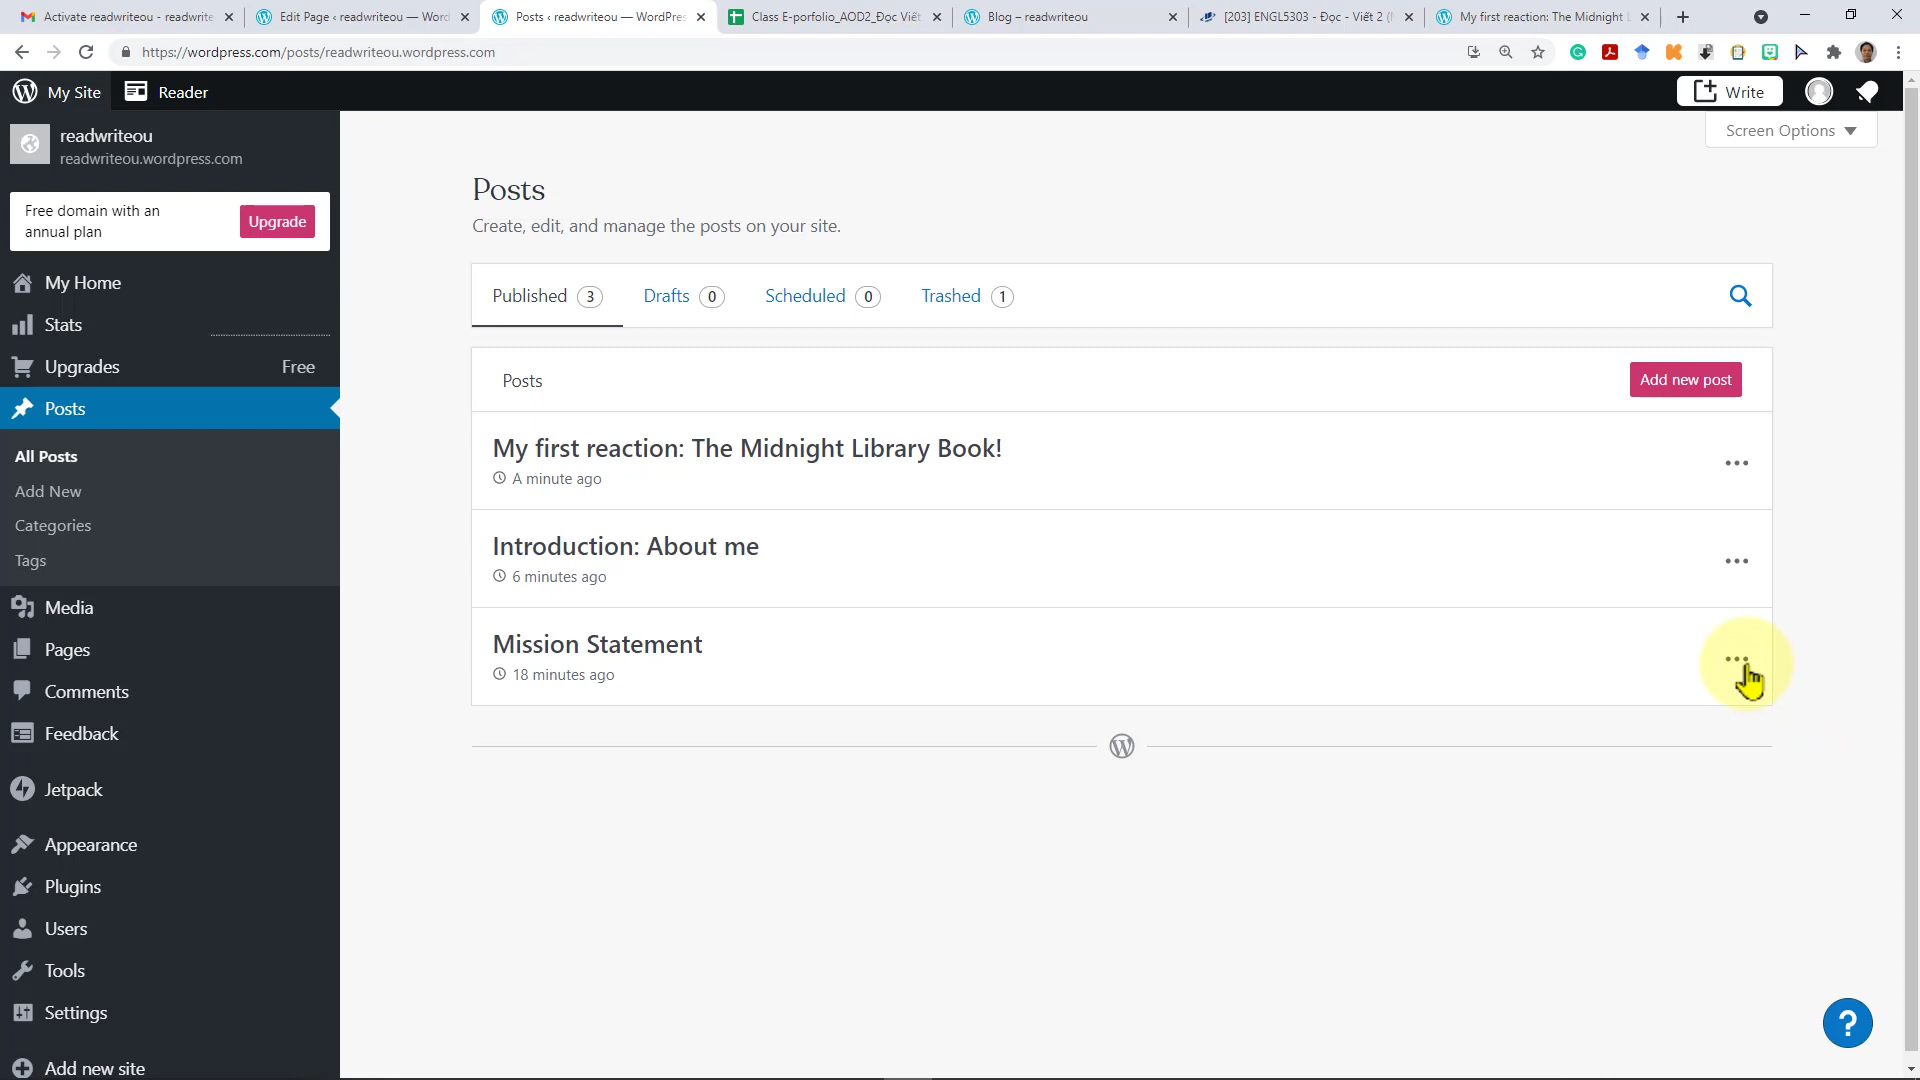 Activate readwriteou - readwrite
Edit Page ‹ readwriteou — Word
Posts ‹ readwriteou — WordPres
Class E-porfolio_AOD2_Đọc Viết
Blog – readwriteou
[203] ENGL5303 - Đọc - Viết 2 (
My first reaction: The Midnight L
https://wordpress.com/posts/readwriteou.wordpress.com
My Site
Reader
Write
readwriteou
readwriteou.wordpress.com
Screen Options
Free domain with an
annual plan
Upgrade
My Home
Stats
Upgrades
Free
Posts
All Posts
Add New
Categories
Tags
Media
Pages
Comments
Feedback
Jetpack
Appearance
Plugins
Users
Tools
Settings
Add new site
Posts
Create, edit, and manage the posts on your site.
Published 3
Drafts 0
Scheduled 0
Trashed 1
Posts
Add new post
My first reaction: The Midnight Library Book!
A minute ago
Introduction: About me
6 minutes ago
Mission Statement
18 minutes ago
?